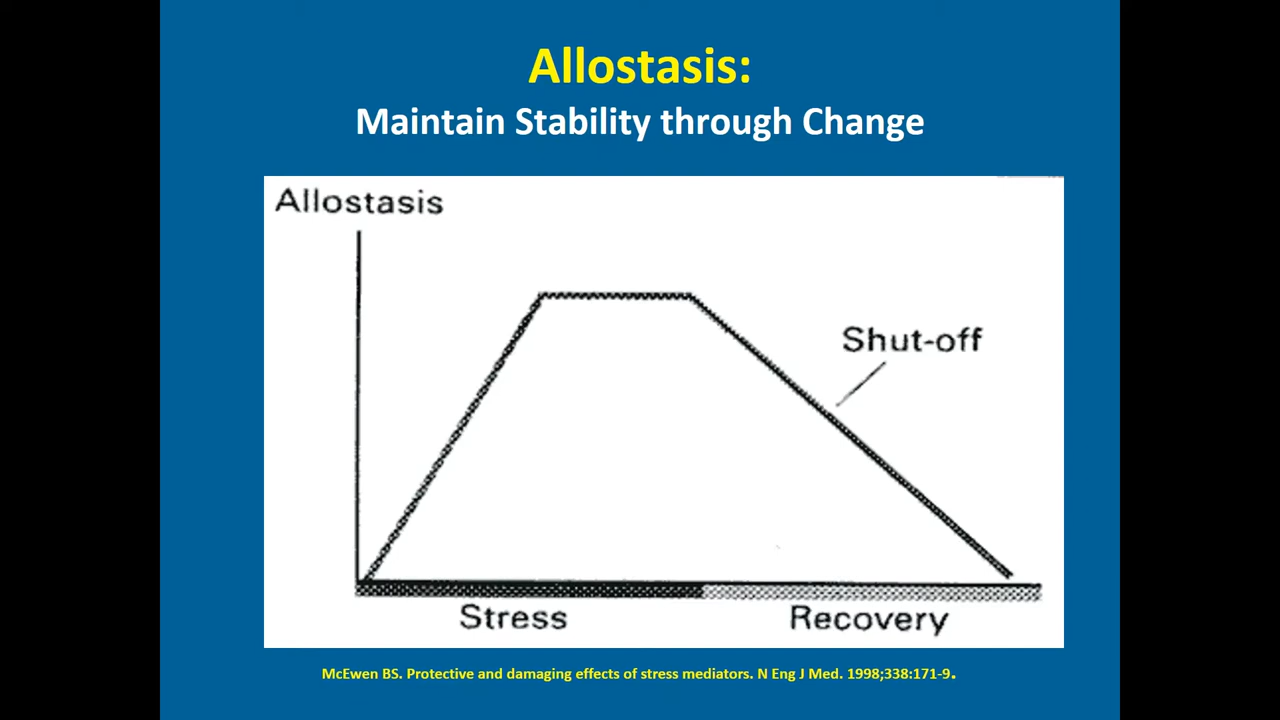 Allostasis:
Maintain Stability through Change
Allostasis
Shut-off
Stress
Recovery
McEwen BS. Protective and damaging effects of stress mediators. N Eng J Med. 1998;338:171-9.